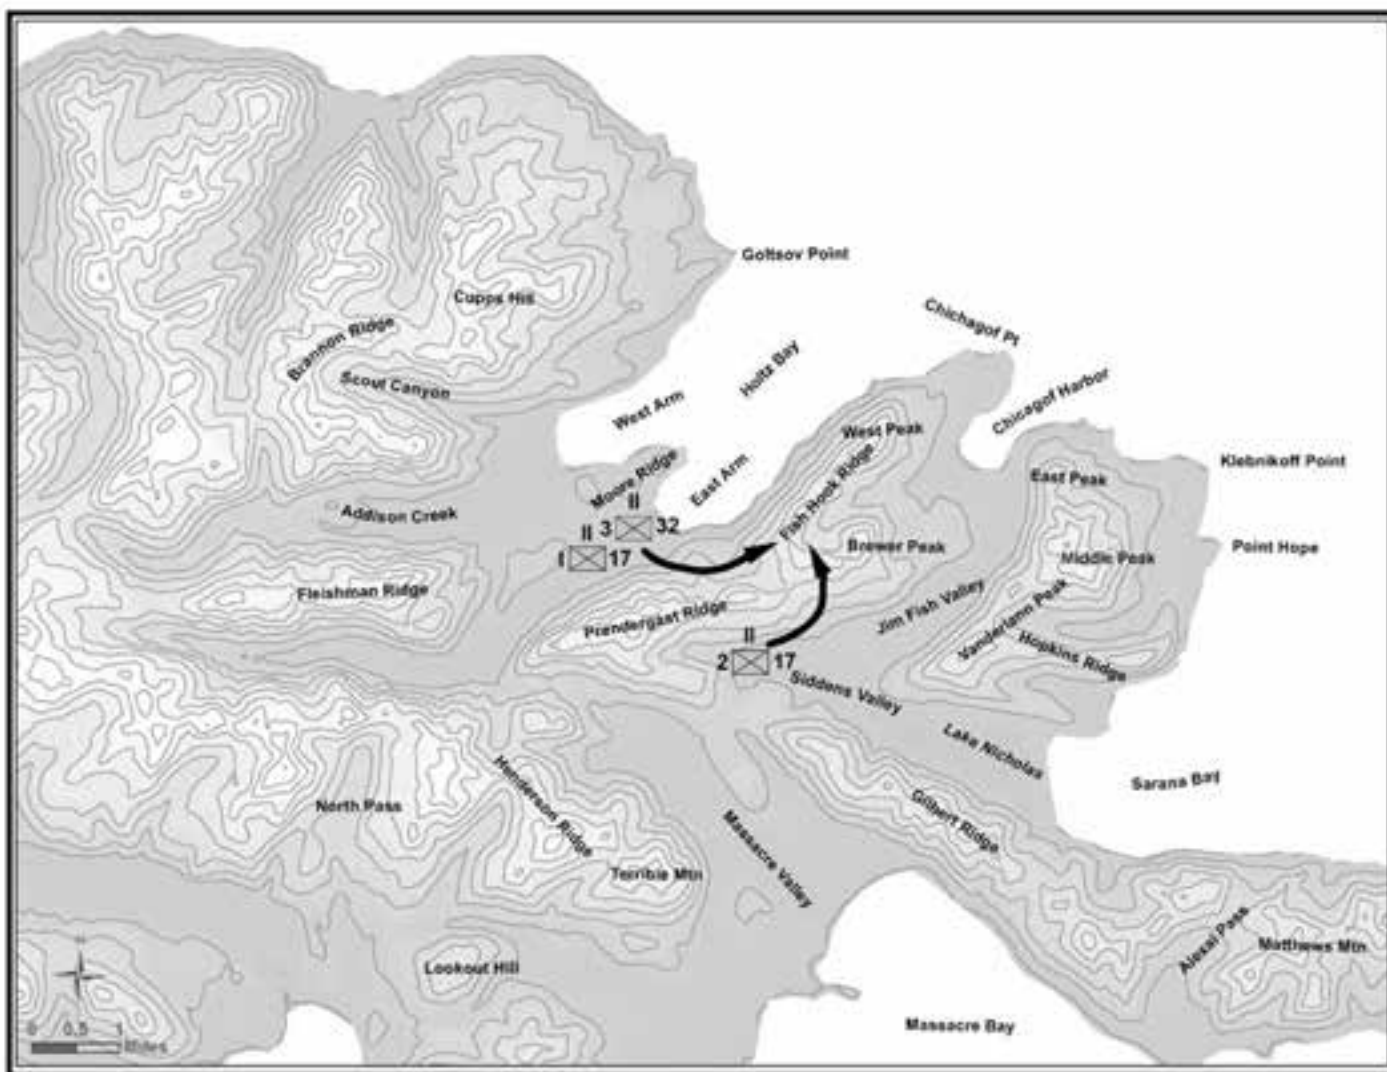 Goltsov Point
Cupps Hill
Chichagof Pt
Brannon Ridge
Holtz Bay
Scout Canyon
West Arm
Chicagof Harbor
West Peak
Klebnikoff Point
Moore Ridge
East Arm
Fish Hook Ridge
East Peak
Addison Creek
II
3 32
II
1 17
Brewer Peak
Middle Peak
Point Hope
Fleishman Ridge
Prendergast Ridge
Jim Fish Valley
Vanderlann Peak
Hopkins Ridge
II
2 17
Siddens Valley
Lake Nicholas
Sarana Bay
North Pass
Henderson Ridge
Gilbert Ridge
Massacre Valley
Terrible Mtn
Alexai Pass
Matthews Mtn
Lookout Hill
Massacre Bay
0 0.5 1
Miles